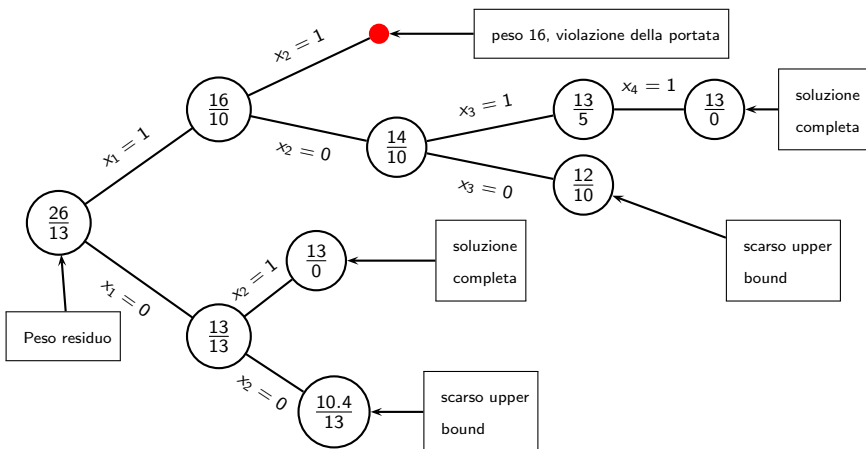 x₂ = 1
peso 16, violazione della portata
16
10
x₁ = 1
x₂ = 0
14
10
x₃ = 1
13
5
x₄ = 1
13
0
soluzione
completa
x₃ = 0
12
10
scarso upper
bound
26
13
Peso residuo
x₁ = 0
13
13
x₂ = 1
13
0
soluzione
completa
x₂ = 0
10.4
13
scarso upper
bound